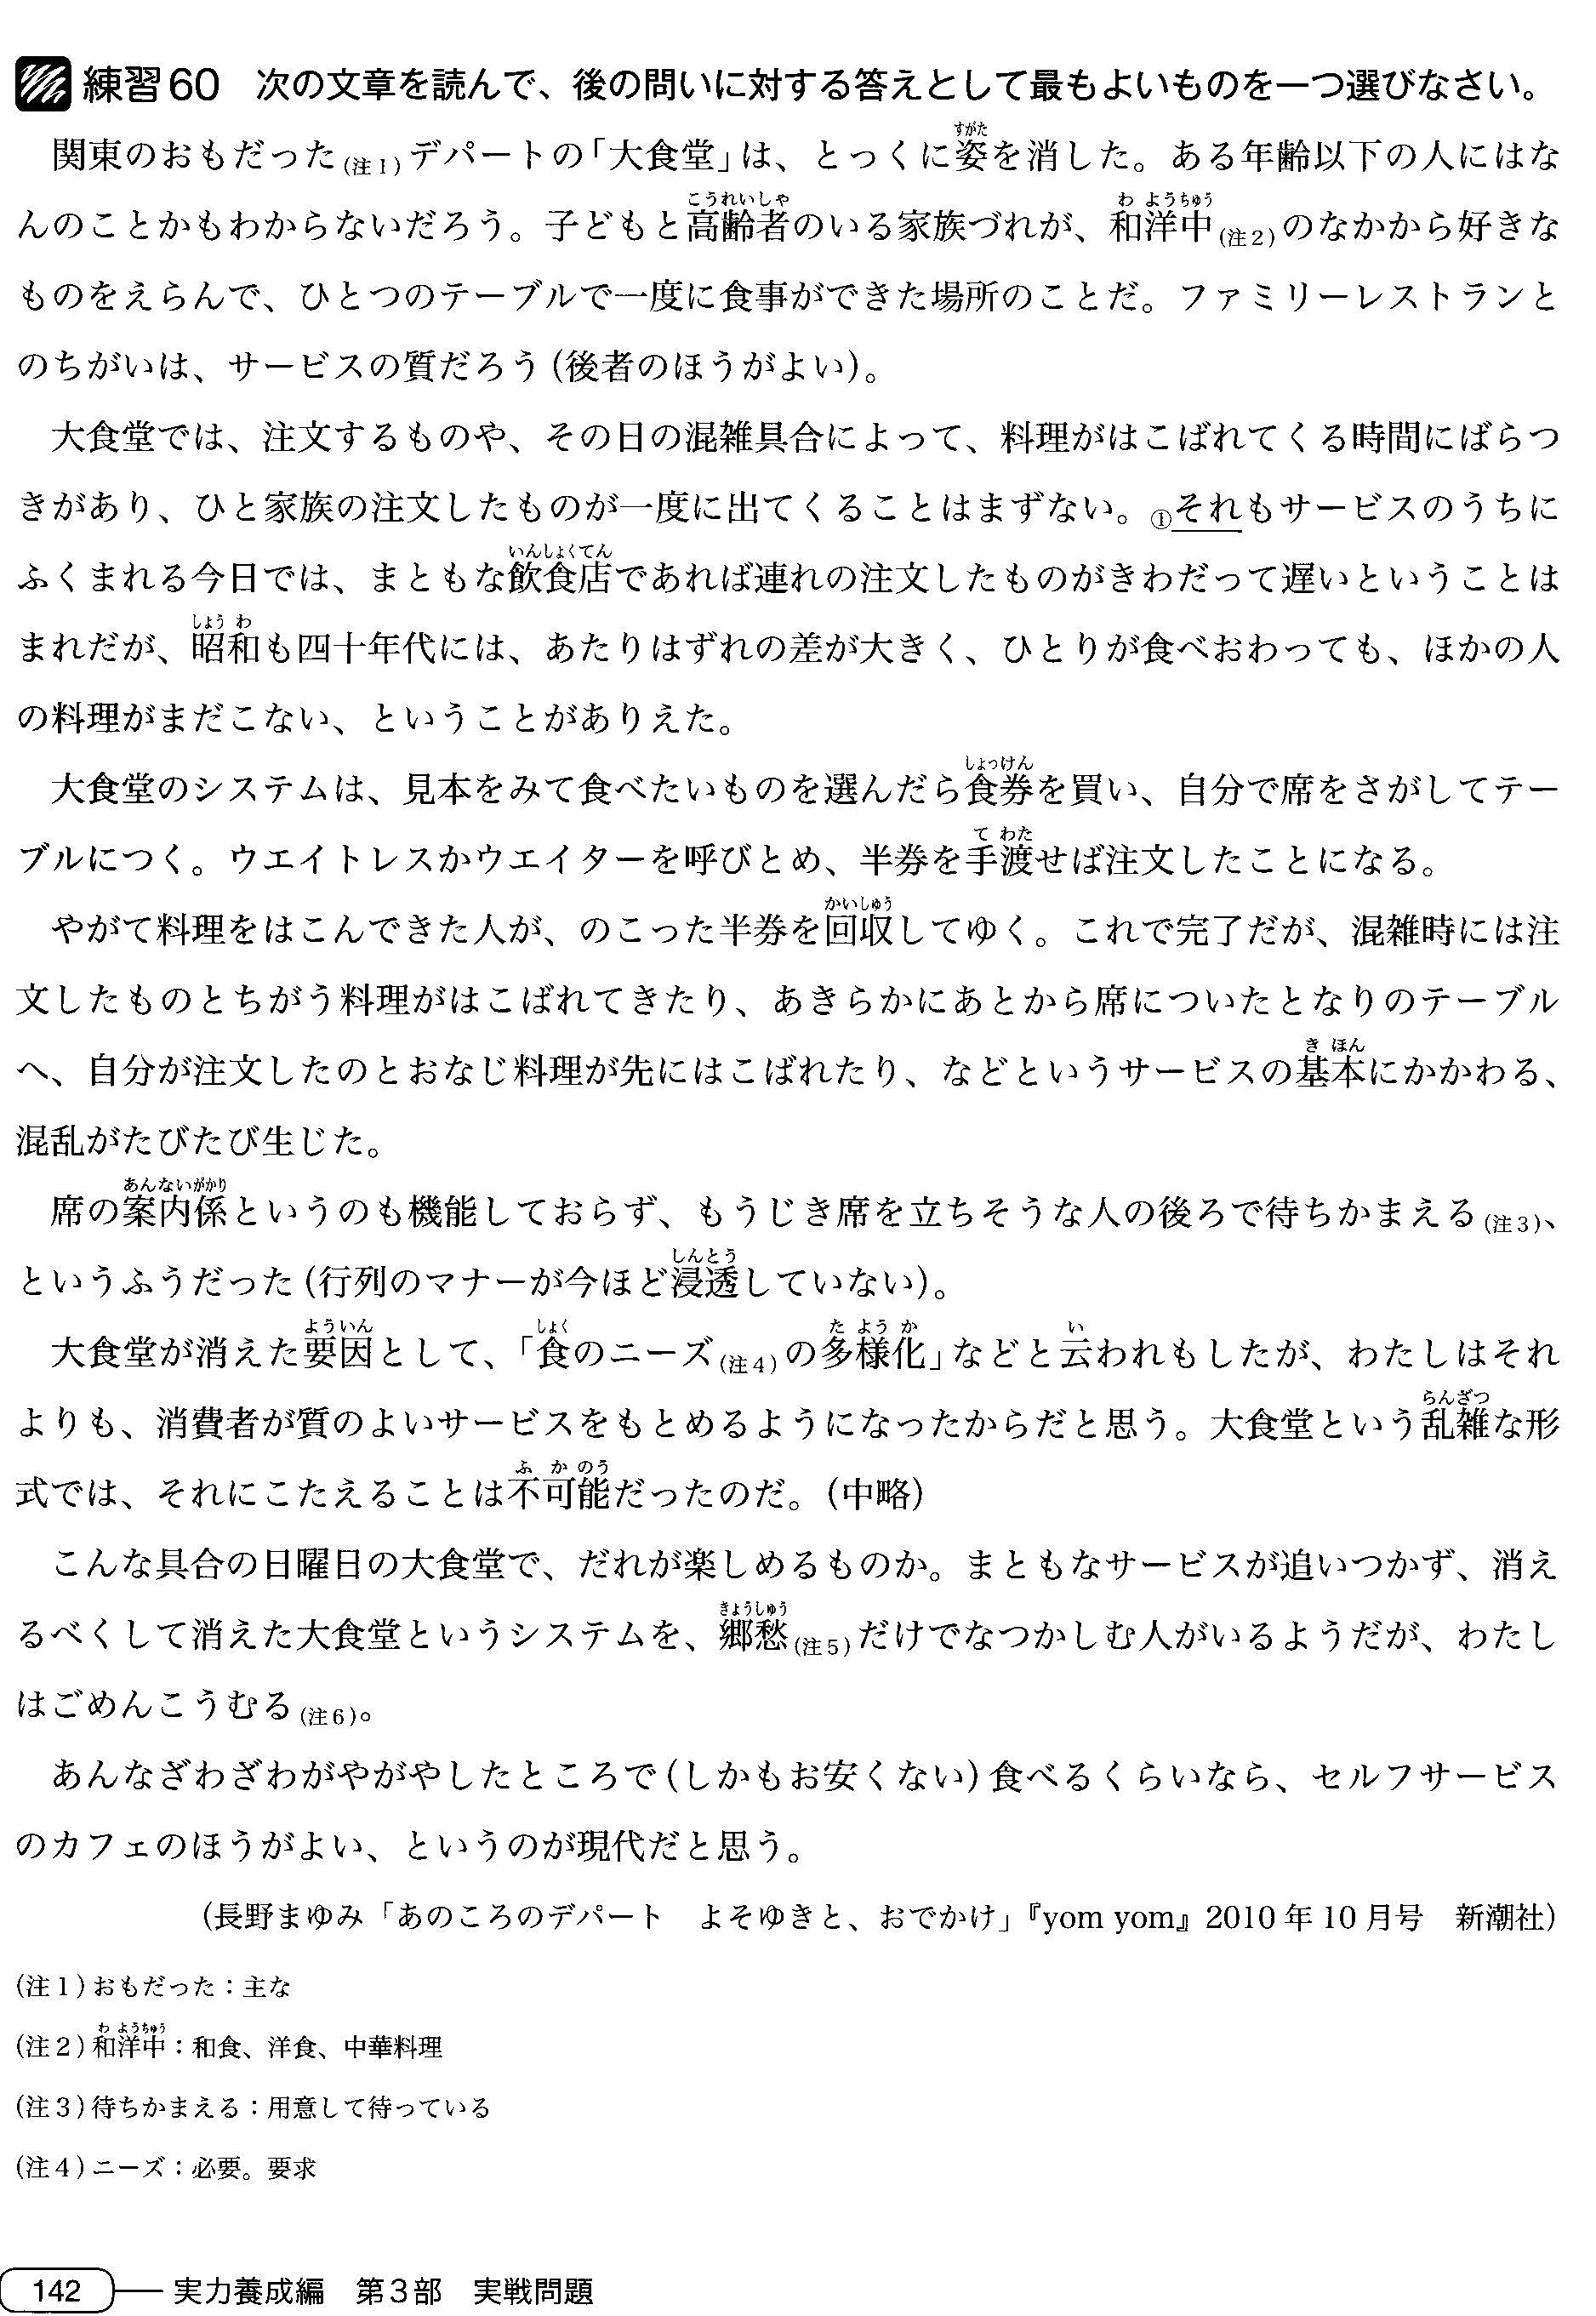 練習60　次の文章を読んで、後の問いに対する答えとして最もよいものを一つ選びなさい。
　関東のおもだった(注1)デパートの「大食堂」は、とっくに姿を消した。ある年齢以下の人にはな
んのことかもわからないだろう。子どもと高齢者のいる家族づれが、和洋中(注2)のなかから好きな
ものをえらんで、ひとつのテーブルで一度に食事ができた場所のことだ。ファミリーレストランと
のちがいは、サービスの質だろう(後者のほうがよい)。
　大食堂では、注文するものや、その日の混雑具合によって、料理がはこばれてくる時間にばらつ
きがあり、ひと家族の注文したものが一度に出てくることはまずない。①それもサービスのうちに
ふくまれる今日では、まともな飲食店であれば連れの注文したものがきわだって遅いということは
まれだが、昭和も四十年代には、あたりはずれの差が大きく、ひとりが食べおわっても、ほかの人
の料理がまだこない、ということがありえた。
　大食堂のシステムは、見本をみて食べたいものを選んだら食券を買い、自分で席をさがしてテー
ブルにつく。ウエイトレスかウエイターを呼びとめ、半券を手渡せば注文したことになる。
　やがて料理をはこんできた人が、のこった半券を回収してゆく。これで完了だが、混雑時には注
文したものとちがう料理がはこばれてきたり、あきらかにあとから席についたとなりのテーブル
へ、自分が注文したのとおなじ料理が先にはこばれたり、などというサービスの基本にかかわる、
混乱がたびたび生じた。
　席の案内係というのも機能しておらず、もうじき席を立ちそうな人の後ろで待ちかまえる(注3)、
というふうだった(行列のマナーが今ほど浸透していない)。
　大食堂が消えた要因として、「食のニーズ(注4)の多様化」などと云われもしたが、わたしはそれ
よりも、消費者が質のよいサービスをもとめるようになったからだと思う。大食堂という乱雑な形
式では、それにこたえることは不可能だったのだ。(中略)
　こんな具合の日曜日の大食堂で、だれが楽しめるものか。まともなサービスが追いつかず、消え
るべくして消えた大食堂というシステムを、郷愁(注5)だけでなつかしむ人がいるようだが、わたし
はごめんこうむる(注6)。
　あんなざわざわがやがやしたところで(しかもお安くない)食べるくらいなら、セルフサービス
のカフェのほうがよい、というのが現代だと思う。
(長野まゆみ「あのころのデパート　よそゆきと、おでかけ」『yom yom』2010年10月号　新潮社)
(注1)おもだった：主な
(注2)和洋中：和食、洋食、中華料理
(注3)待ちかまえる：用意して待っている
(注4)ニーズ：必要。要求
142　実力養成編　第3部　実戦問題